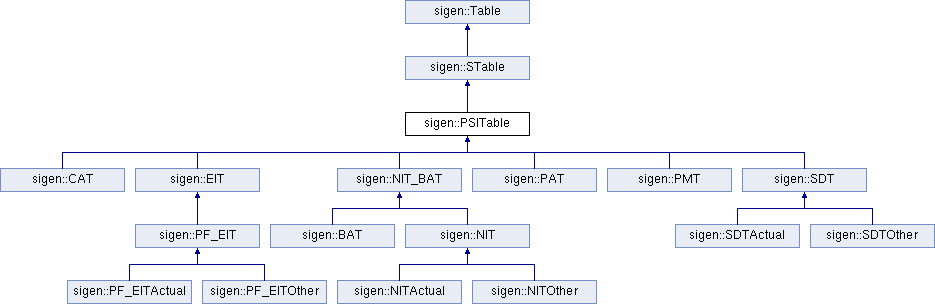 sigen::Table
sigen::STable
sigen::PSITable
sigen::CAT
sigen::EIT
sigen::NIT_BAT
sigen::PAT
sigen::PMT
sigen::SDT
sigen::PF_EIT
sigen::BAT
sigen::NIT
sigen::SDTActual
sigen::SDTOther
sigen::PF_EITActual
sigen::PF_EITOther
sigen::NITActual
sigen::NITOther